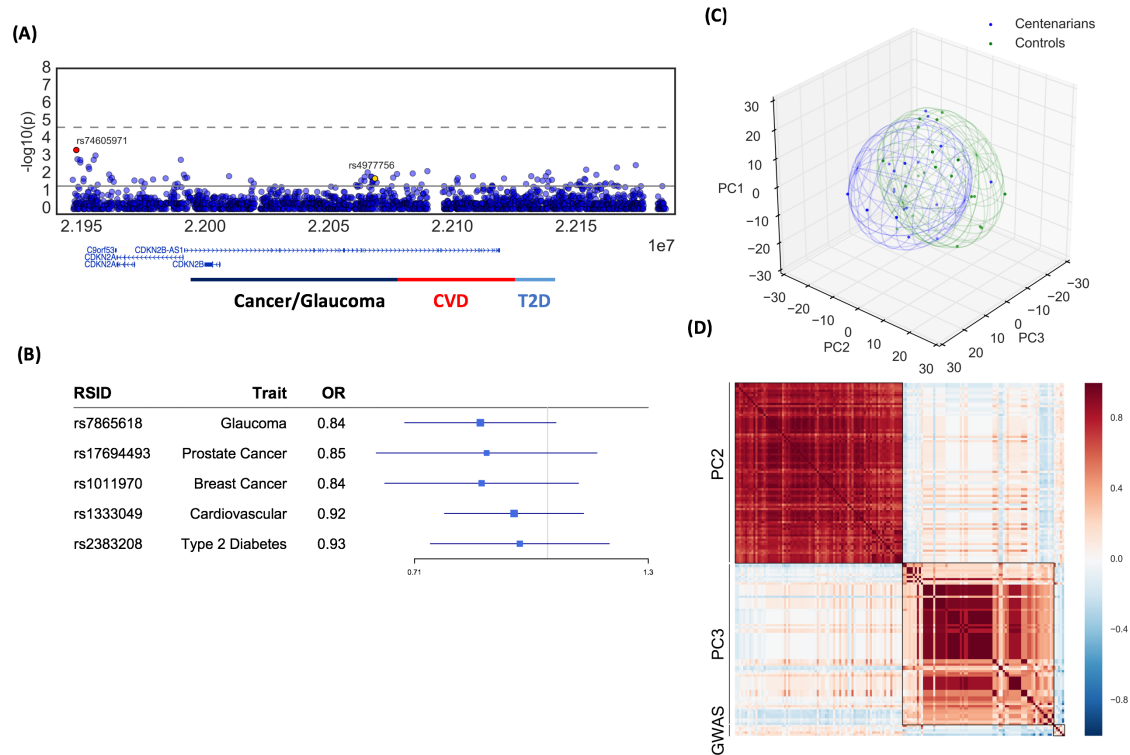 (A)
8
7
6
5
4
3
2
1
0
-log10(p)
rs74605971
rs4977756
2.195 2.200 2.205 2.210 2.215
1e7
C9orf53
CDKN2B-AS1
CDKN2A
CDKN2A
CDKN2B
Cancer/Glaucoma CVD T2D
(B)
RSID Trait OR
rs7865618 Glaucoma 0.84
rs17694493 Prostate Cancer 0.85
rs1011970 Breast Cancer 0.84
rs1333049 Cardiovascular 0.92
rs2383208 Type 2 Diabetes 0.93
0.71 1.3
(C)
Centenarians
Controls
30
20
10
PC1 0
−10
−20
−30
−30
−20
−10
0
10
20
30
PC2
−30
−20
−10
0
10
20
30
PC3
(D)
PC2
PC3
GWAS
0.8
0.4
0.0
−0.4
−0.8